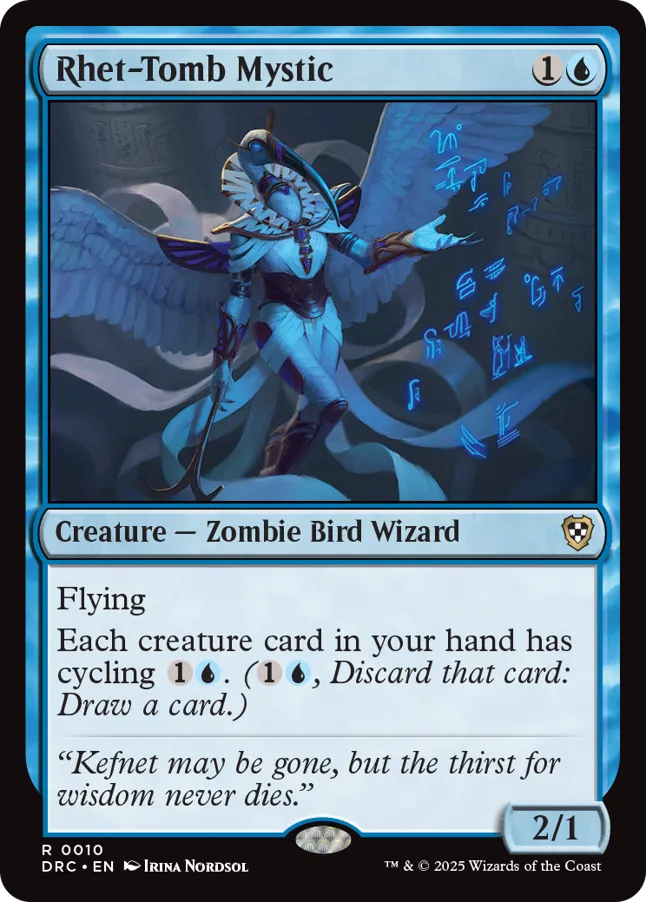 Rhet-Tomb Mystic 1
Creature — Zombie Bird Wizard
Flying
Each creature card in your hand has
cycling 1 . (1 , Discard that card:
Draw a card.)
“Kefnet may be gone, but the thirst for
wisdom never dies.”
2/1
R 0010
DRC • EN Irina Nordsol
™ & © 2025 Wizards of the Coast